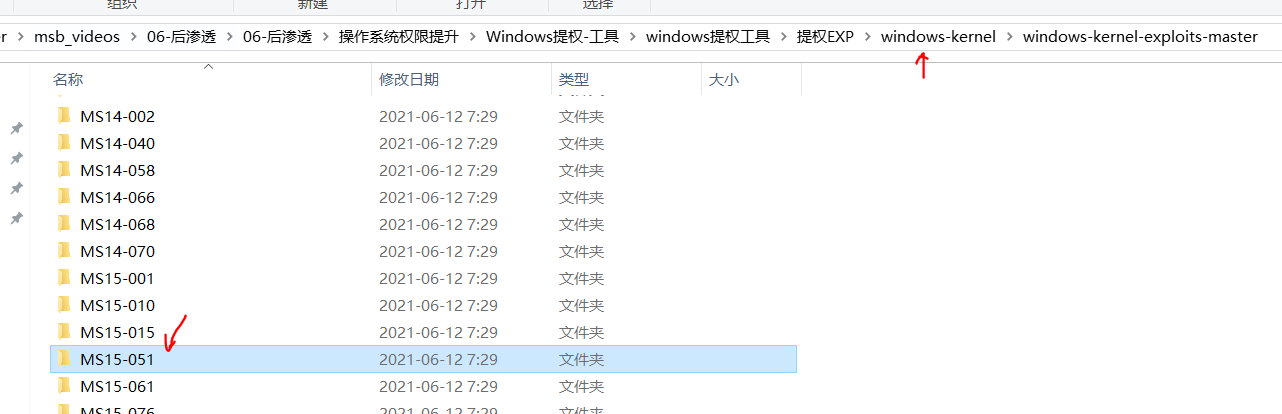 组织 新建 打开 选择
er > msb_videos > 06-后渗透 > 06-后渗透 > 操作系统权限提升 > Windows提权-工具 > windows提权工具 > 提权EXP > windows-kernel > windows-kernel-exploits-master
名称 修改日期 类型 大小
MS14-002 2021-06-12 7:29 文件夹
MS14-040 2021-06-12 7:29 文件夹
MS14-058 2021-06-12 7:29 文件夹
MS14-066 2021-06-12 7:29 文件夹
MS14-068 2021-06-12 7:29 文件夹
MS14-070 2021-06-12 7:29 文件夹
MS15-001 2021-06-12 7:29 文件夹
MS15-010 2021-06-12 7:29 文件夹
MS15-015 2021-06-12 7:29 文件夹
MS15-051 2021-06-12 7:29 文件夹
MS15-061 2021-06-12 7:29 文件夹
MS15-076 2021-06-12 7:29 文件夹